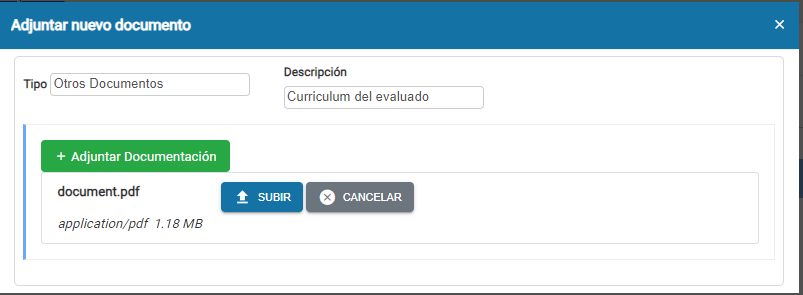 Adjuntar nuevo documento ×
Tipo Otros Documentos
Descripción
Curriculum del evaluado
+ Adjuntar Documentación
document.pdf
SUBIR
CANCELAR
application/pdf 1.18 MB